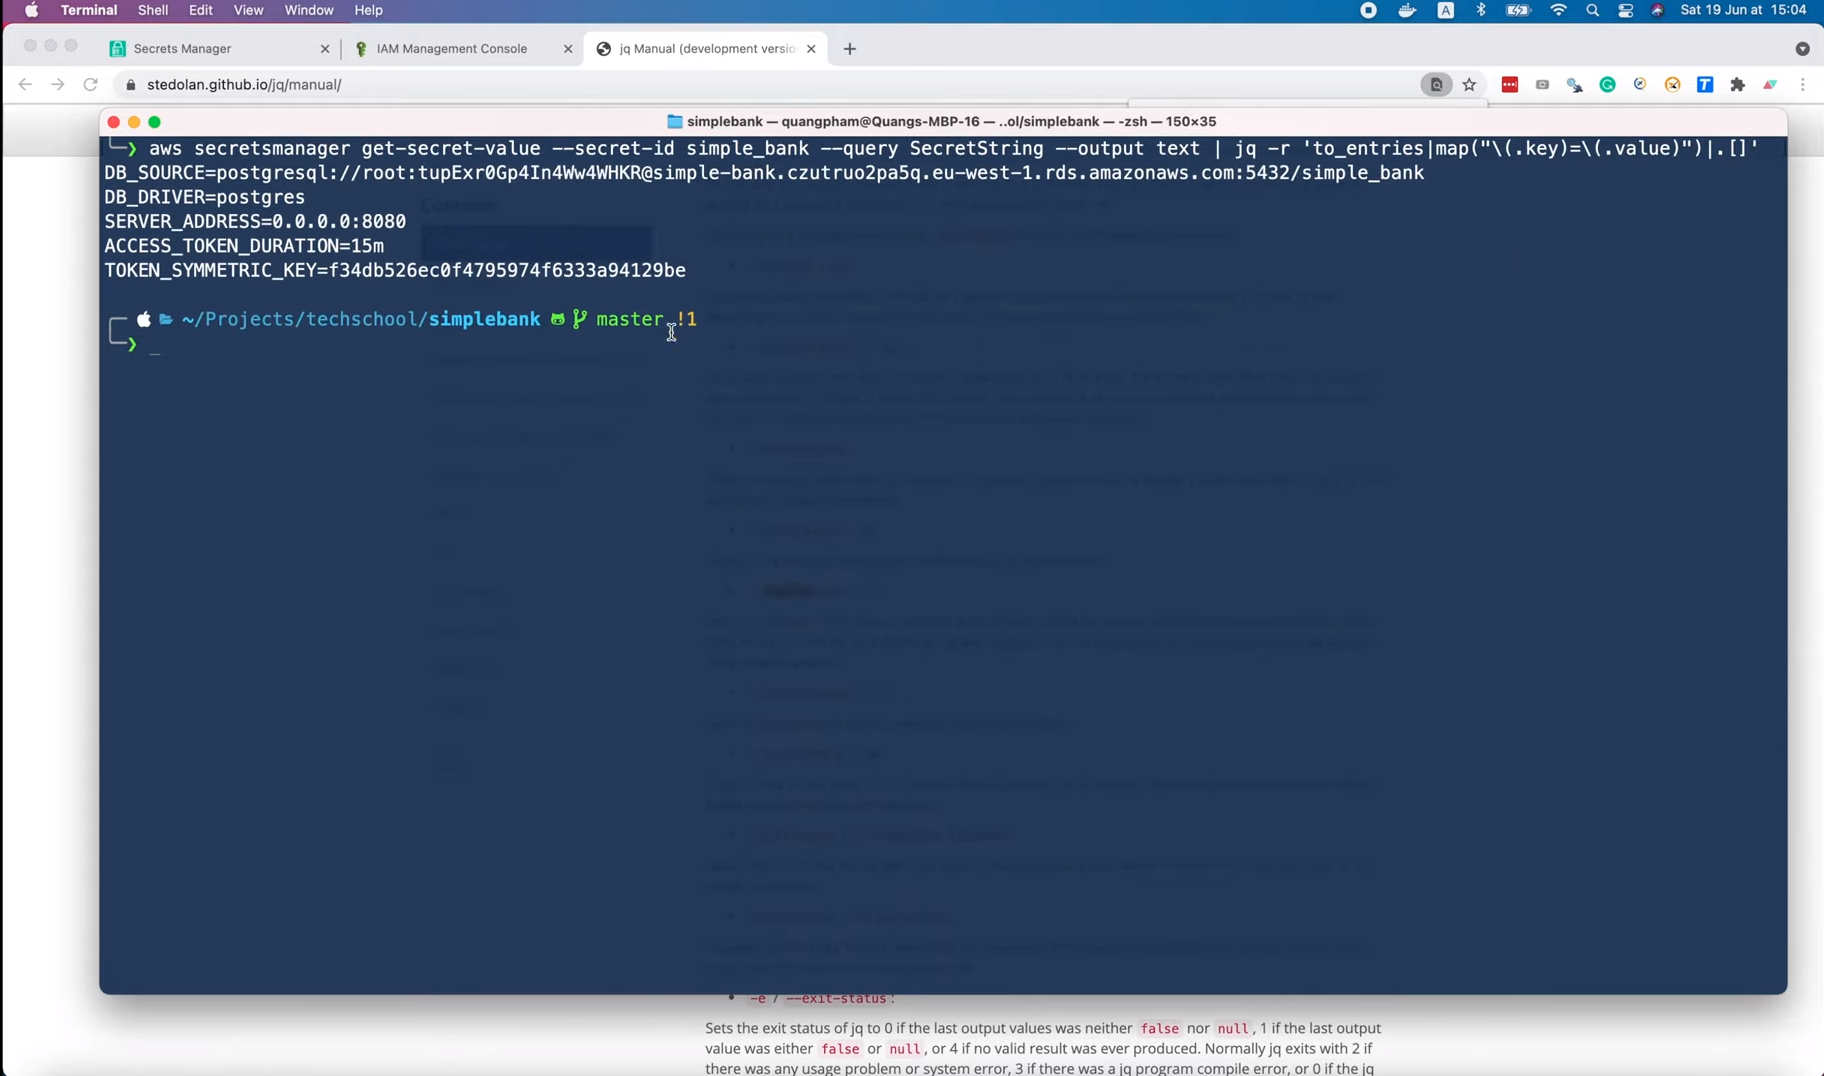 Terminal Shell Edit View Window Help A Sat 19 Jun at 15:04
Secrets Manager IAM Management Console jq Manual (development versio
stedolan.github.io/jq/manual/
simplebank — quangpham@Quangs-MBP-16 — ..ol/simplebank — -zsh — 150×35
❯ aws secretsmanager get-secret-value --secret-id simple_bank --query SecretString --output text | jq -r 'to_entries|map("\(.key)=\(.value)")|.[]'
DB_SOURCE=postgresql://root:tupExr0Gp4In4Ww4WHKR@simple-bank.czutruo2pa5q.eu-west-1.rds.amazonaws.com:5432/simple_bank
DB_DRIVER=postgres
SERVER_ADDRESS=0.0.0.0:8080
ACCESS_TOKEN_DURATION=15m
TOKEN_SYMMETRIC_KEY=f34db526ec0f4795974f6333a94129be
~/Projects/techschool/simplebank master !1
❯ _
-e / --exit-status:
Sets the exit status of jq to 0 if the last output values was neither false nor null, 1 if the last output
value was either false or null, or 4 if no valid result was ever produced. Normally jq exits with 2 if
there was any usage problem or system error, 3 if there was a jq program compile error, or 0 if the jq